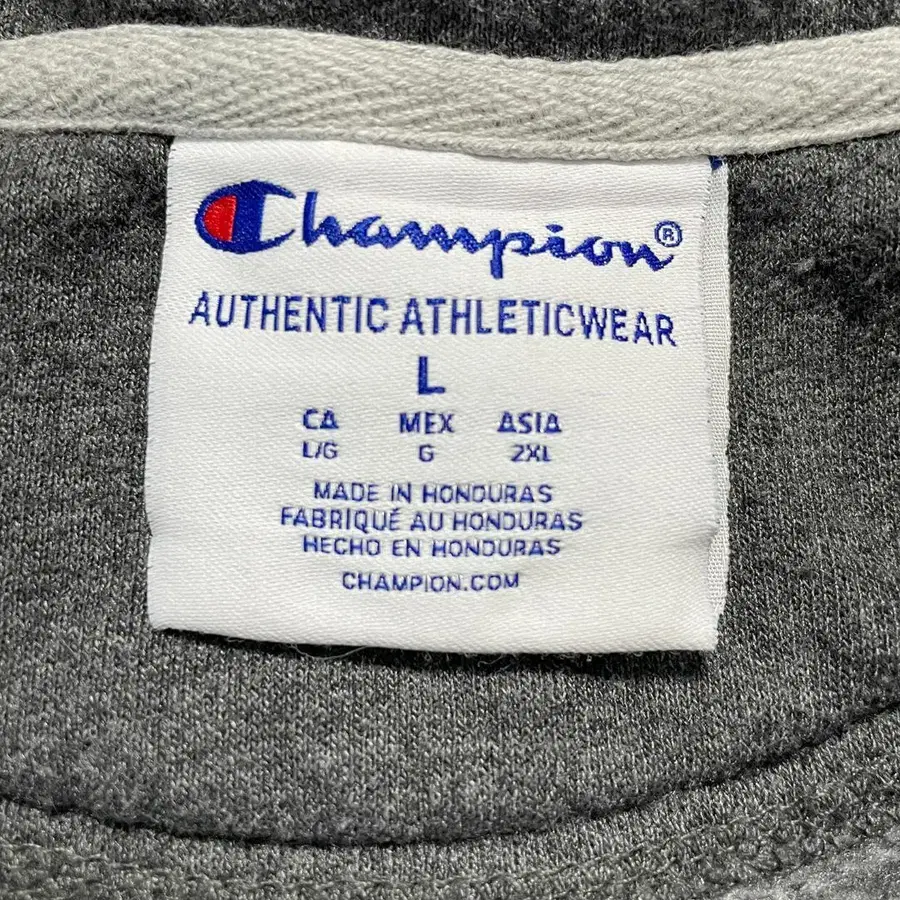 Champion®
AUTHENTIC ATHLETICWEAR
L
CA MEX ASIA
L/G G 2XL
MADE IN HONDURAS
FABRIQUÉ AU HONDURAS
HECHO EN HONDURAS
CHAMPION.COM